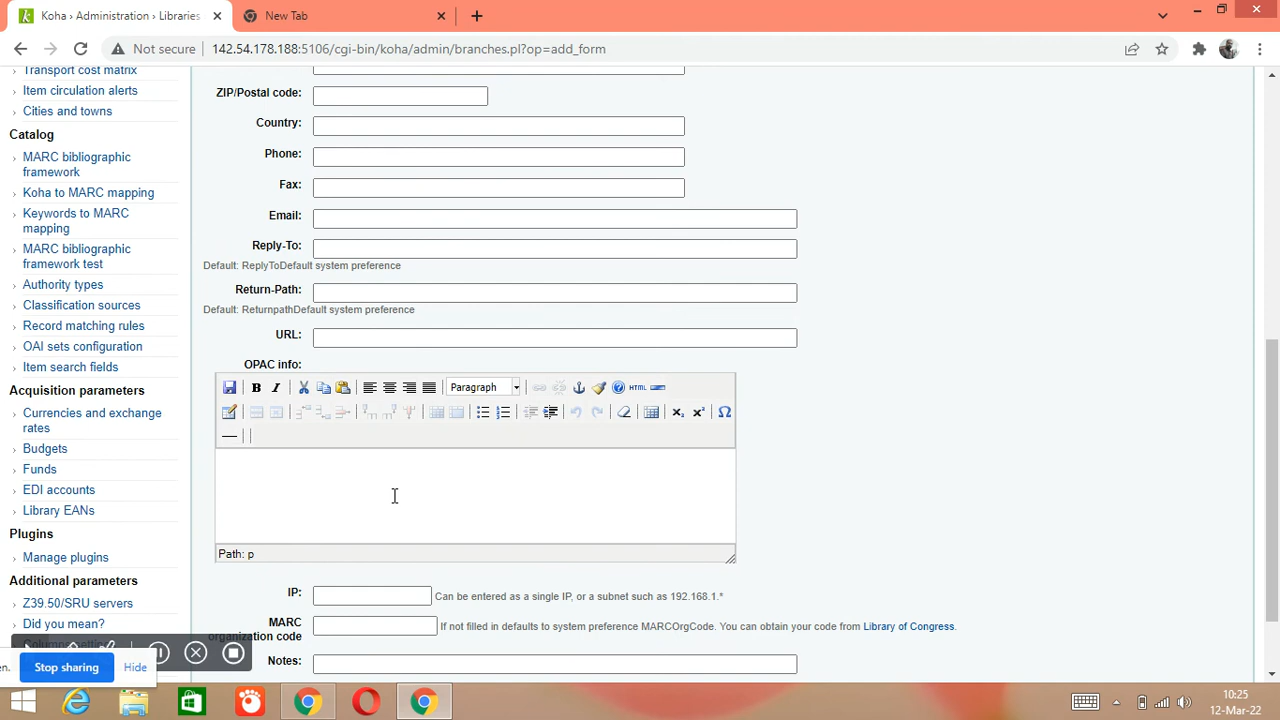 Koha › Administration › Libraries
New Tab
Not secure
142.54.178.188:5106/cgi-bin/koha/admin/branches.pl?op=add_form
Transport cost matrix
Item circulation alerts
Cities and towns
Catalog
MARC bibliographic
framework
Koha to MARC mapping
Keywords to MARC
mapping
MARC bibliographic
framework test
Authority types
Classification sources
Record matching rules
OAI sets configuration
Item search fields
Acquisition parameters
Currencies and exchange
rates
Budgets
Funds
EDI accounts
Library EANs
Plugins
Manage plugins
Additional parameters
Z39.50/SRU servers
Did you mean?
ZIP/Postal code:
Country:
Phone:
Fax:
Email:
Reply-To:
Default: ReplyToDefault system preference
Return-Path:
Default: ReturnpathDefault system preference
URL:
OPAC info:
B I
Paragraph
HTML
Path: p
IP:
Can be entered as a single IP, or a subnet such as 192.168.1.*
MARC
organization code
If not filled in defaults to system preference MARCOrgCode. You can obtain your code from Library of Congress.
Notes:
en.
Stop sharing
Hide
10:25
12-Mar-22